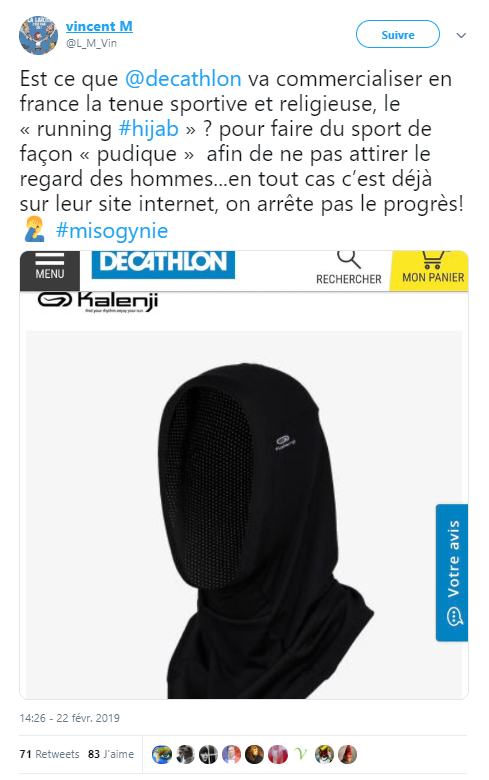 vincent M
@L_M_Vin
Suivre
Est ce que @decathlon va commercialiser en
france la tenue sportive et religieuse, le
« running #hijab » ? pour faire du sport de
façon « pudique »  afin de ne pas attirer le
regard des hommes...en tout cas c’est déjà
sur leur site internet, on arrête pas le progrès!
🤦‍♂️ #misogynie
MENU
DECATHLON
RECHERCHER
MON PANIER
Kalenji
find your rhythm enjoy your run
Kalenji
Votre avis
14:26 - 22 févr. 2019
71 Retweets 83 J'aime